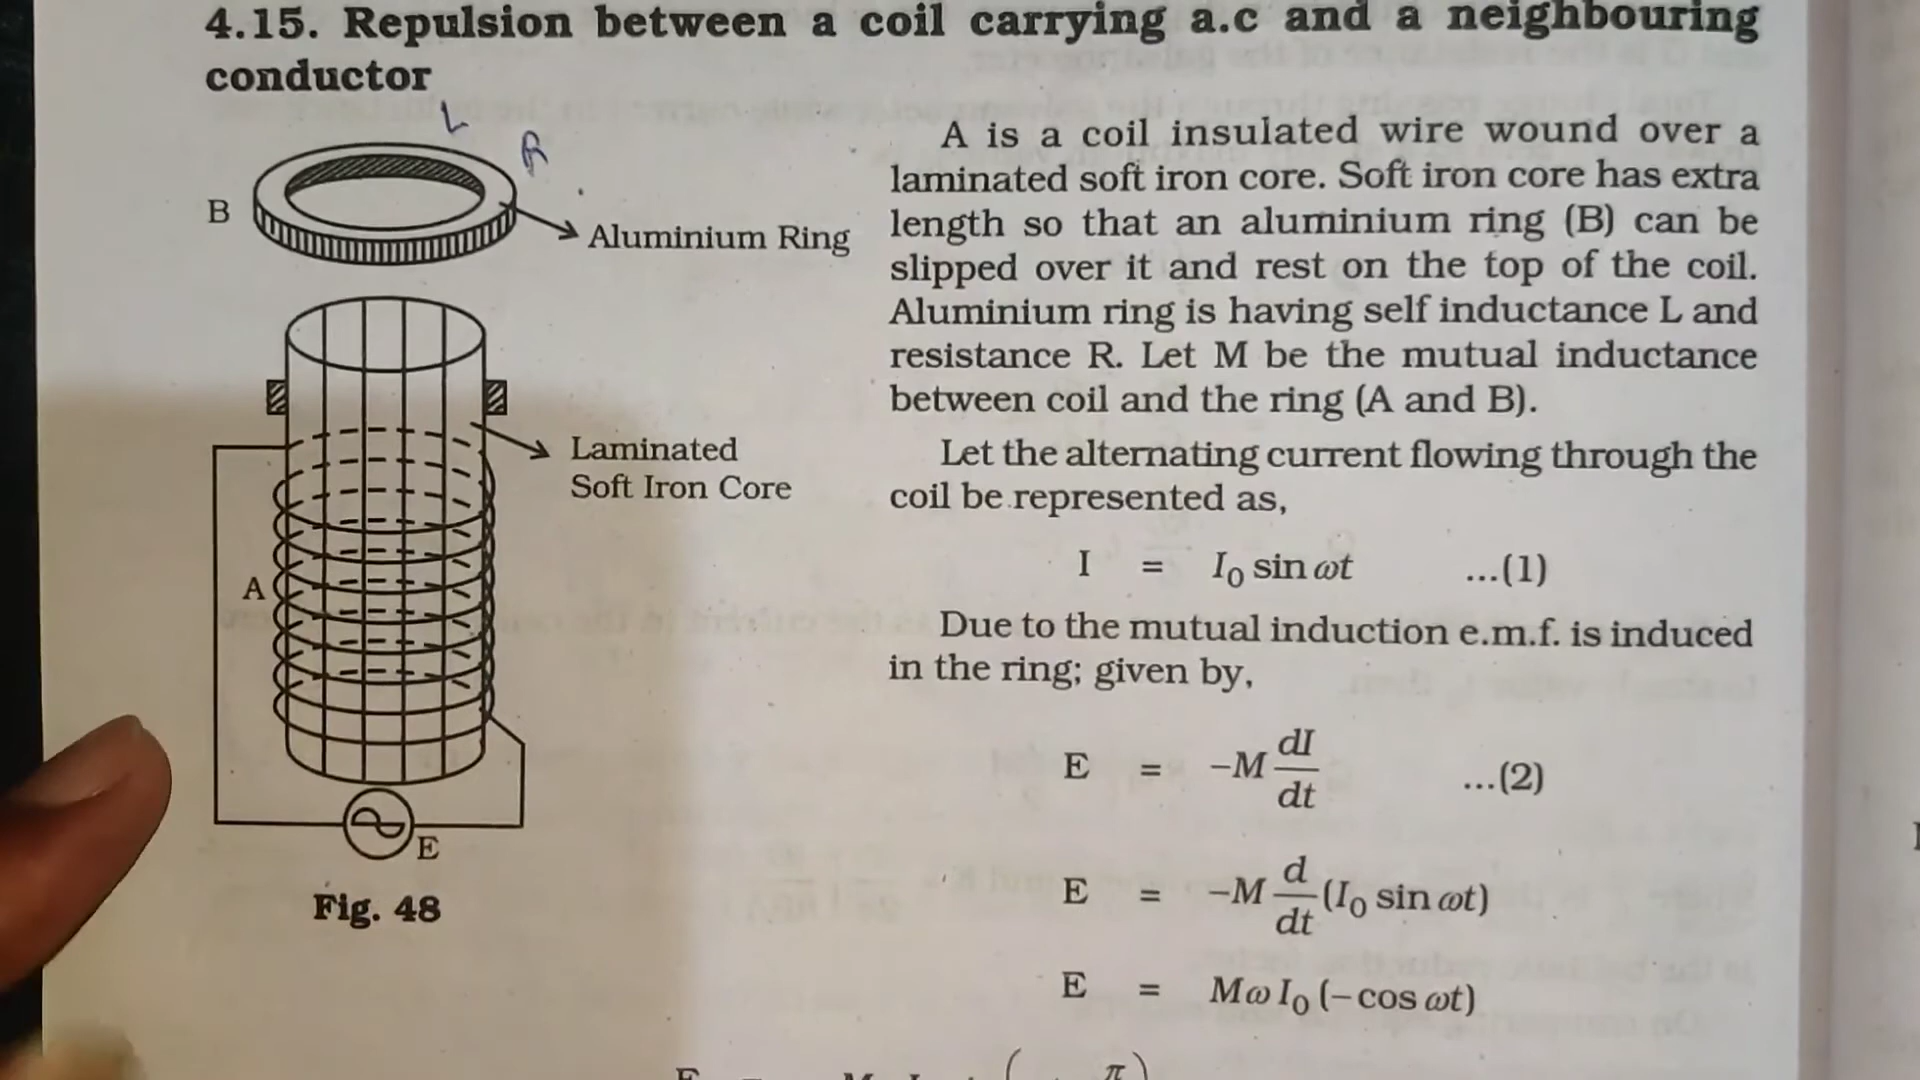 4.15. Repulsion between a coil carrying a.c and a neighbouring
conductor
L
R
B
Aluminium Ring
Laminated
Soft Iron Core
A
E
Fig. 48
A is a coil insulated wire wound over a
laminated soft iron core. Soft iron core has extra
length so that an aluminium ring (B) can be
slipped over it and rest on the top of the coil.
Aluminium ring is having self inductance L and
resistance R. Let M be the mutual inductance
between coil and the ring (A and B).
Let the alternating current flowing through the
coil be represented as,
I = I₀ sin ωt ...(1)
Due to the mutual induction e.m.f. is induced
in the ring; given by,
E = -M dI/dt ...(2)
E = -M d/dt (I₀ sin ωt)
E = Mω I₀ (- cos ωt)